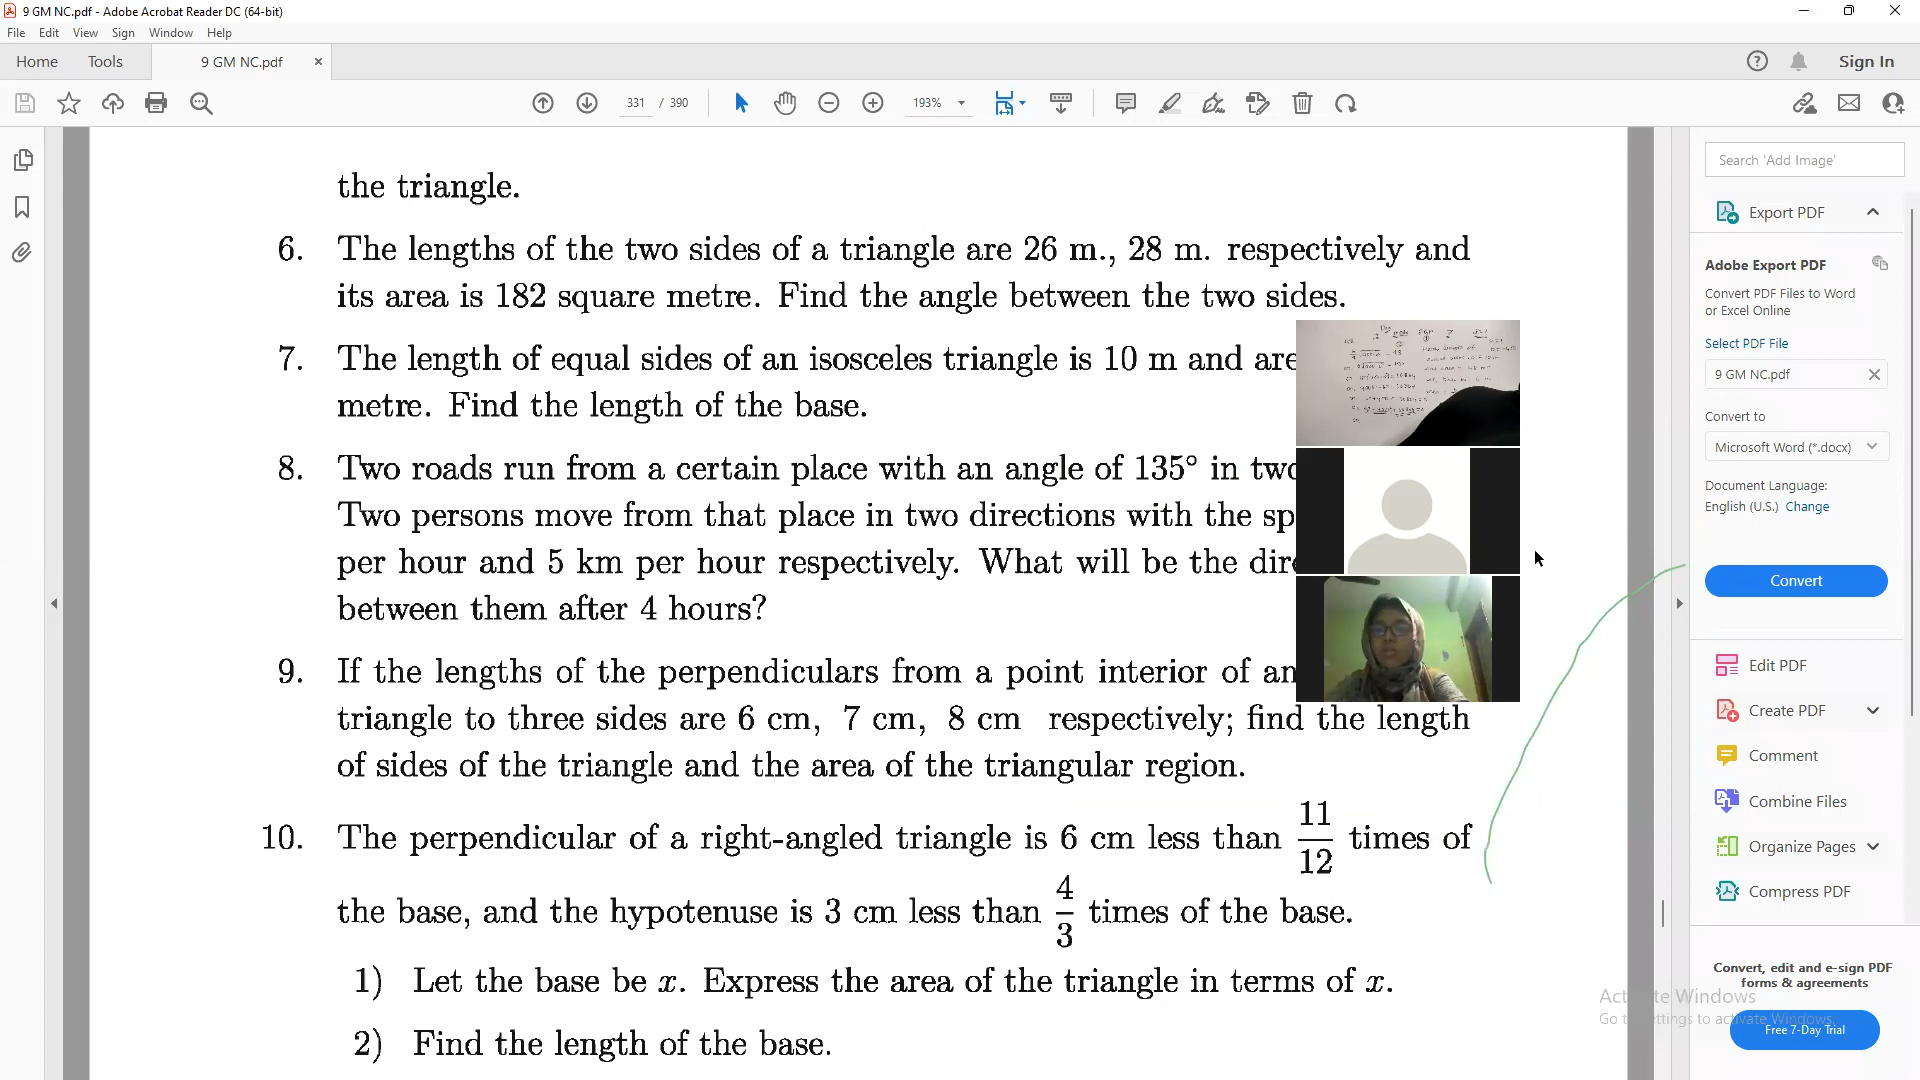 9 GM NC.pdf - Adobe Acrobat Reader DC (64-bit)
File Edit View Sign Window Help
Home Tools 9 GM NC.pdf × Sign In
331 / 390 193%
the triangle.
6. The lengths of the two sides of a triangle are 26 m., 28 m. respectively and
its area is 182 square metre. Find the angle between the two sides.
7. The length of equal sides of an isosceles triangle is 10 m and
metre. Find the length of the base.
8. Two roads run from a certain place with an angle of 135° in
Two persons move from that place in two directions with the
per hour and 5 km per hour respectively. What will be the
between them after 4 hours?
9. If the lengths of the perpendiculars from a point interior of
triangle to three sides are 6 cm, 7 cm, 8 cm respectively; find the length
of sides of the triangle and the area of the triangular region.
10. The perpendicular of a right-angled triangle is 6 cm less than 11/12 times of
the base, and the hypotenuse is 3 cm less than 4/3 times of the base.
1) Let the base be x. Express the area of the triangle in terms of x.
2) Find the length of the base.
Search 'Add Image'
Export PDF
Adobe Export PDF
Convert PDF Files to Word
or Excel Online
Select PDF File
9 GM NC.pdf
Convert to
Microsoft Word (*.docx)
Document Language:
English (U.S.) Change
Convert
Edit PDF
Create PDF
Comment
Combine Files
Organize Pages
Compress PDF
Convert, edit and e-sign PDF
forms & agreements
Windows
Go to activate Windows.
Free 7-Day Trial